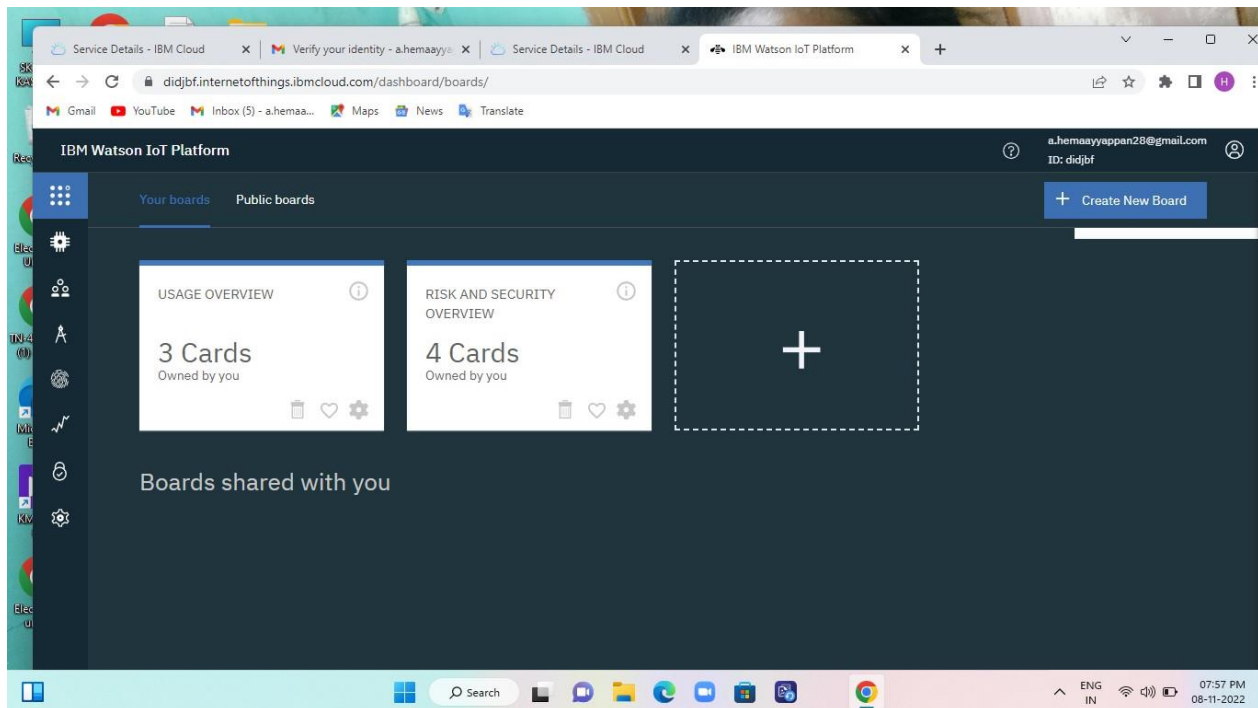 Service Details - IBM Cloud
Verify your identity - a.hemaayya
Service Details - IBM Cloud
IBM Watson IoT Platform
didjbf.internetofthings.ibmcloud.com/dashboard/boards/
H
Gmail
YouTube
Inbox (5) - a.hemaa...
Maps
News
Translate
IBM Watson IoT Platform
a.hemaayyappan28@gmail.com
ID: didjbf
Your boards
Public boards
Create New Board
USAGE OVERVIEW
3 Cards
Owned by you
RISK AND SECURITY
OVERVIEW
4 Cards
Owned by you
Boards shared with you
Search
ENG
IN
07:57 PM
08-11-2022